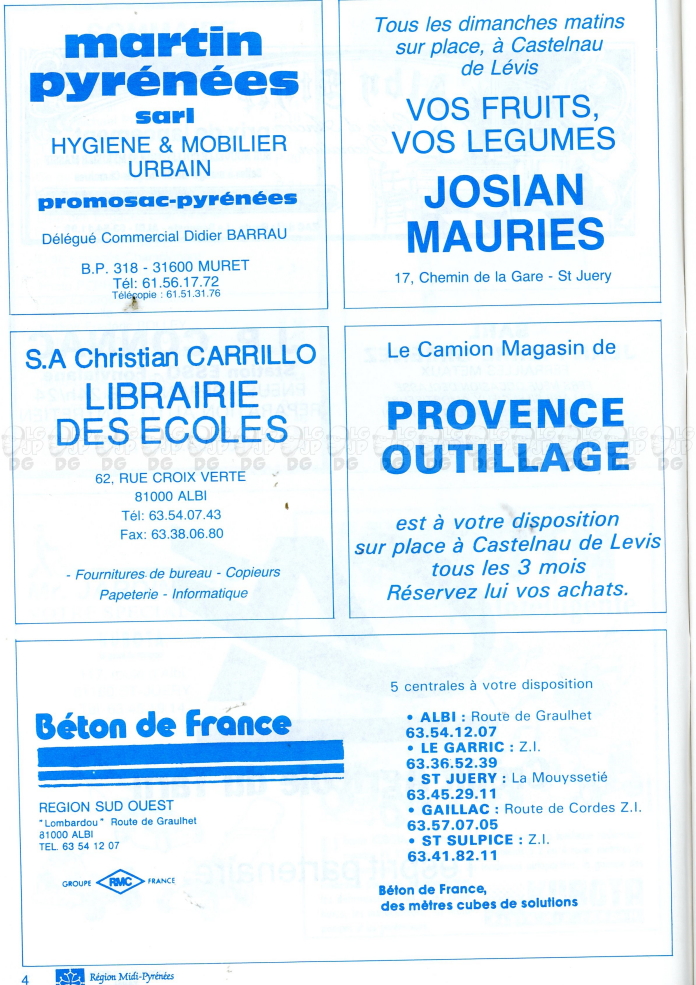 martin
pyrénées
sarl
HYGIENE & MOBILIER
URBAIN
promosac-pyrénées
Délégué Commercial Didier BARRAU
B.P. 318 - 31600 MURET
Tél: 61.56.17.72
Télécopie : 61.51.31.76
Tous les dimanches matins
sur place, à Castelnau
de Lévis
VOS FRUITS,
VOS LEGUMES
JOSIAN
MAURIES
17, Chemin de la Gare - St Juery
S.A Christian CARRILLO
LIBRAIRIE
DES ECOLES
62, RUE CROIX VERTE
81000 ALBI
Tél: 63.54.07.43
Fax: 63.38.06.80
- Fournitures de bureau - Copieurs
Papeterie - Informatique
Le Camion Magasin de
PROVENCE
OUTILLAGE
est à votre disposition
sur place à Castelnau de Levis
tous les 3 mois
Réservez lui vos achats.
Béton de France
REGION SUD OUEST
"Lombardou" Route de Graulhet
81000 ALBI
TEL. 63 54 12 07
GROUPE RMC FRANCE
5 centrales à votre disposition
• ALBI : Route de Graulhet
63.54.12.07
• LE GARRIC : Z.I.
63.36.52.39
• ST JUERY : La Mouyssetié
63.45.29.11
• GAILLAC : Route de Cordes Z.I.
63.57.07.05
• ST SULPICE : Z.I.
63.41.82.11
Béton de France,
des mètres cubes de solutions
4
Région Midi-Pyrénées